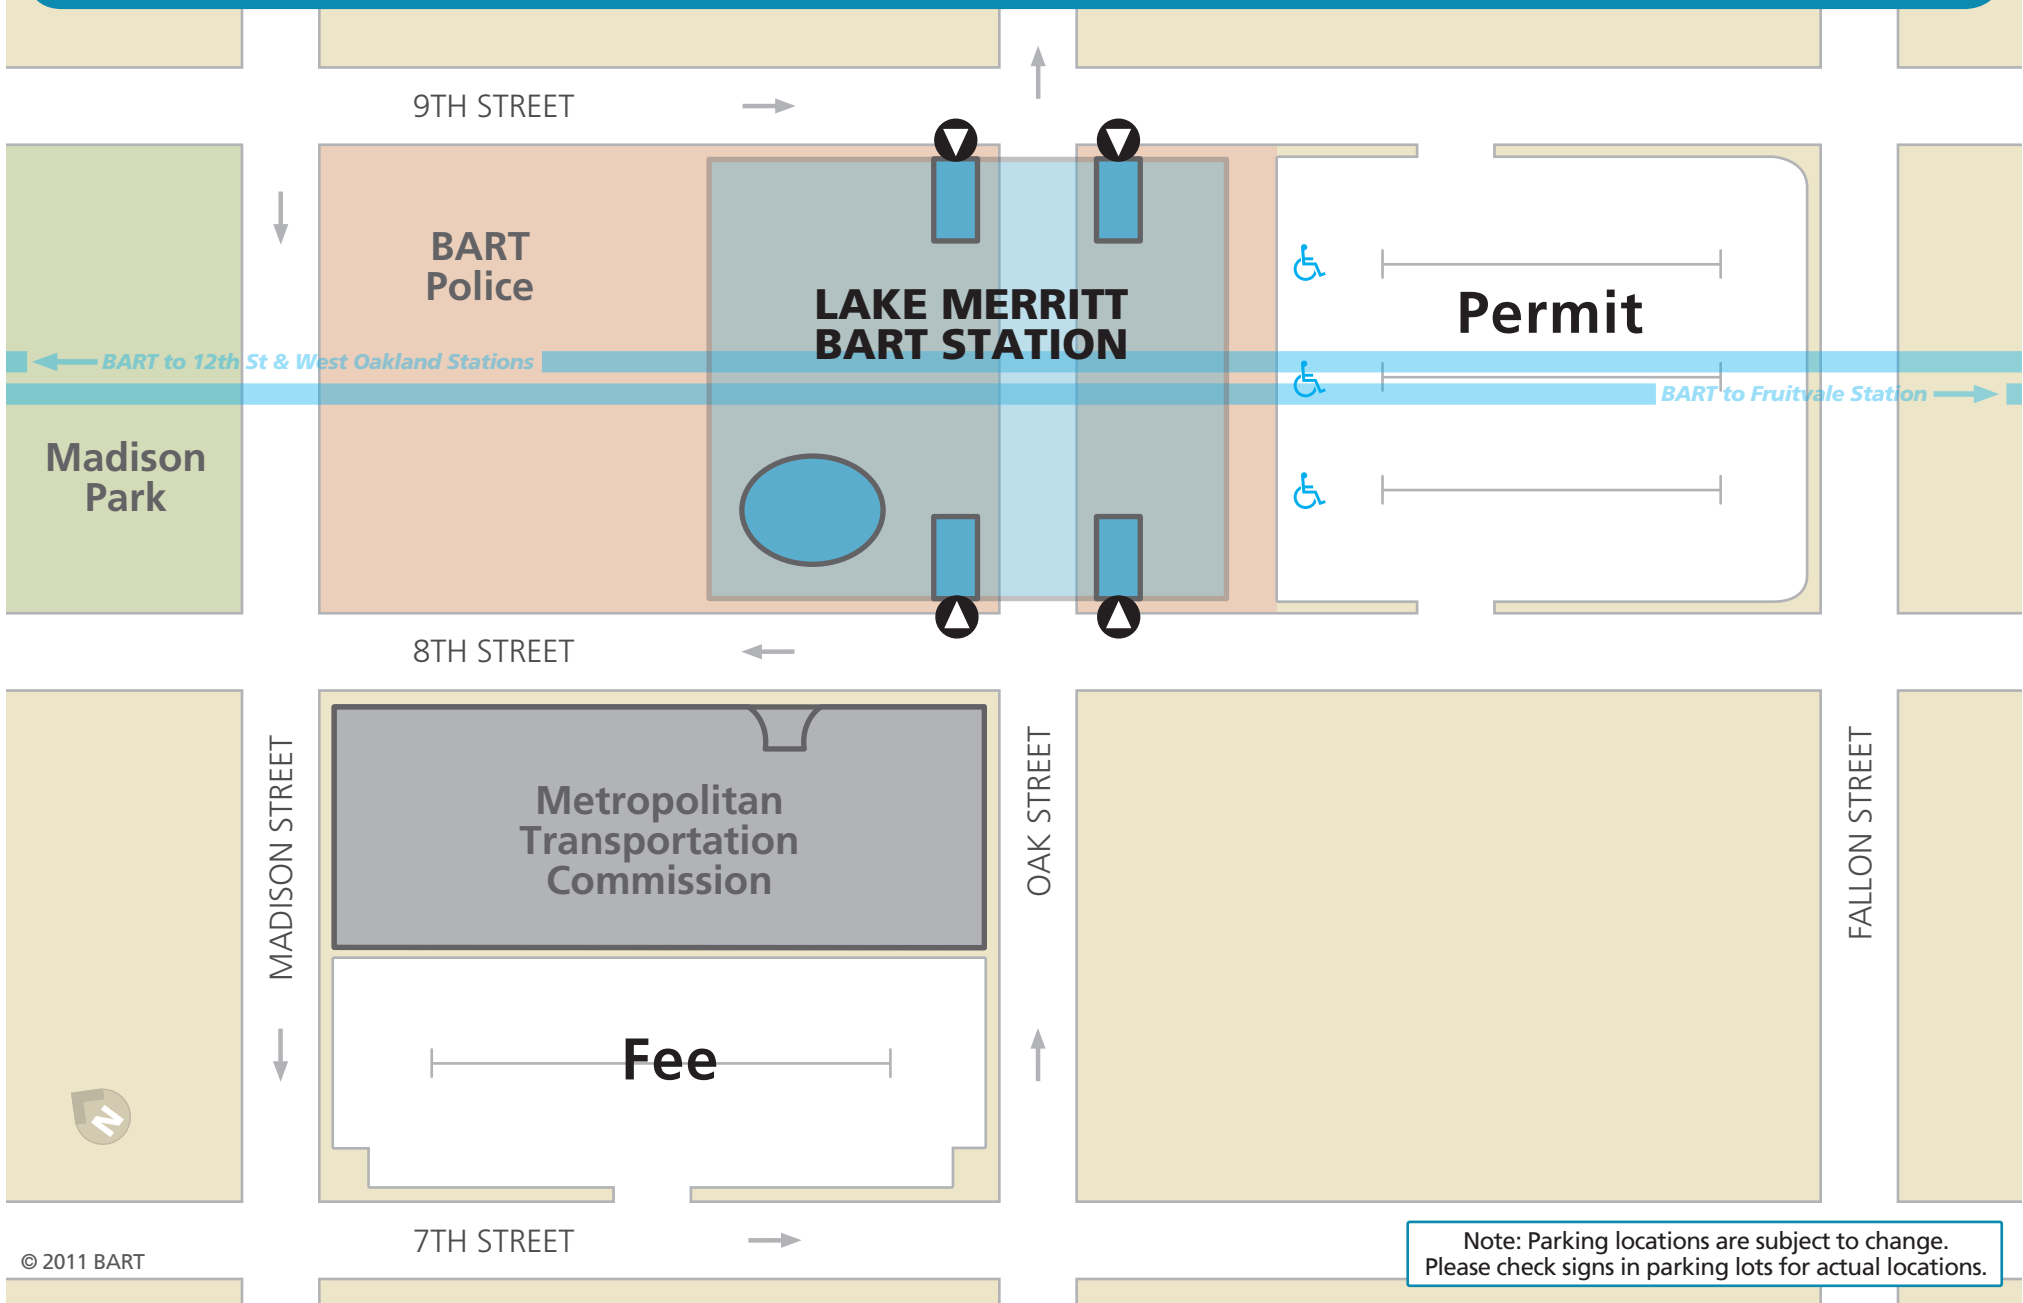 9TH STREET
BART
Police
LAKE MERRITT
BART STATION
Permit
BART to 12th St & West Oakland Stations
BART to Fruitvale Station
Madison
Park
8TH STREET
MADISON STREET
Metropolitan
Transportation
Commission
OAK STREET
FALLON STREET
Fee
N
7TH STREET
© 2011 BART
Note: Parking locations are subject to change.
Please check signs in parking lots for actual locations.